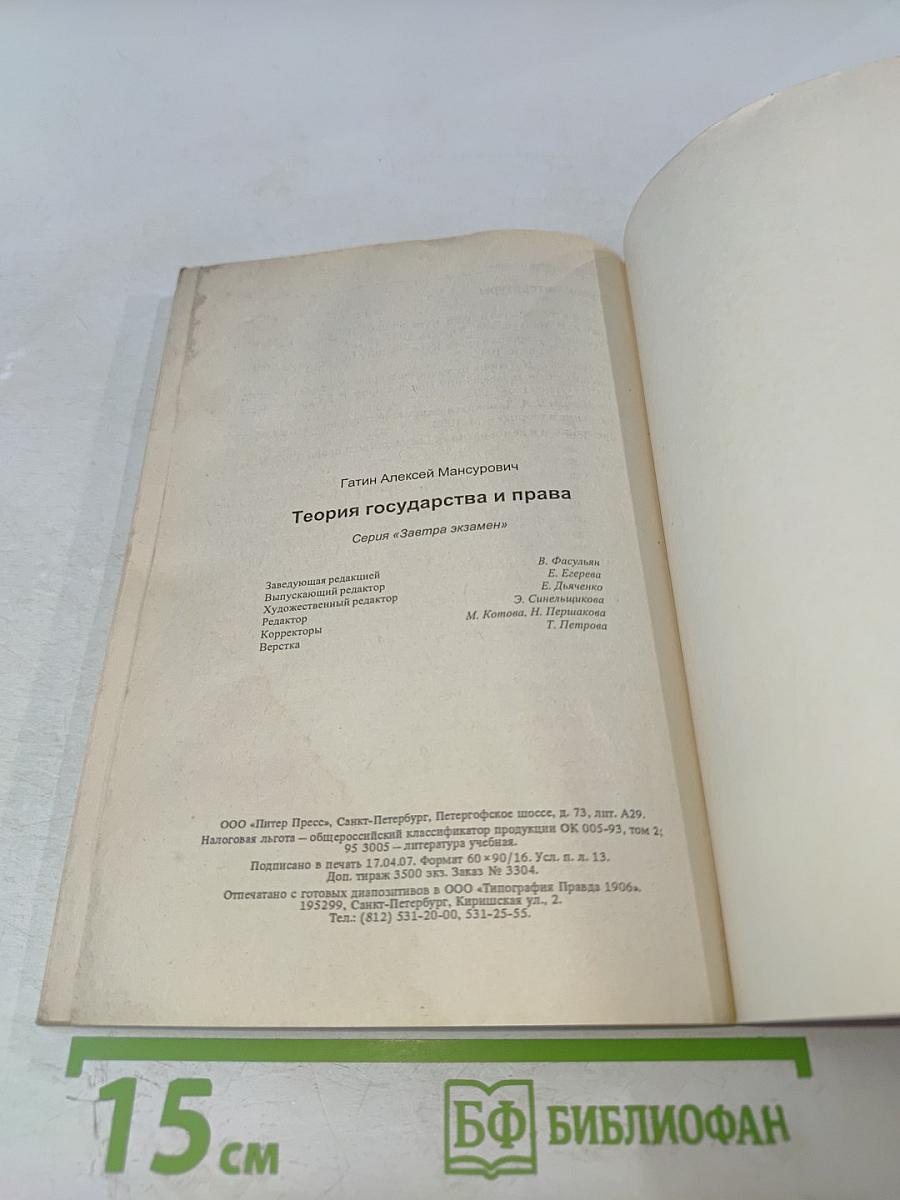 Гатин Алексей Мансурович
Теория государства и права
Серия «Завтра экзамен»
Заведующая редакцией В. Фасульян
Выпускающий редактор Е. Егерева
Художественный редактор Е. Дьяченко
Редактор Э. Синельщикова
Корректоры М. Котова, Н. Першакова
Верстка Т. Петрова
ООО «Питер Пресс», Санкт-Петербург, Петергофское шоссе, д. 73, лит. А29.
Налоговая льгота — общероссийский классификатор продукции ОК 005-93, том 2;
95 3005 — литература учебная.
Подписано в печать 17.04.07. Формат 60×90/16. Усл. п. л. 13.
Доп. тираж 3500 экз. Заказ № 3304.
Отпечатано с готовых диапозитивов в ООО «Типография Правда 1906».
195299, Санкт-Петербург, Киришская ул., 2.
Тел.: (812) 531-20-00, 531-25-55.
15 см
БФ БИБЛИОФАН